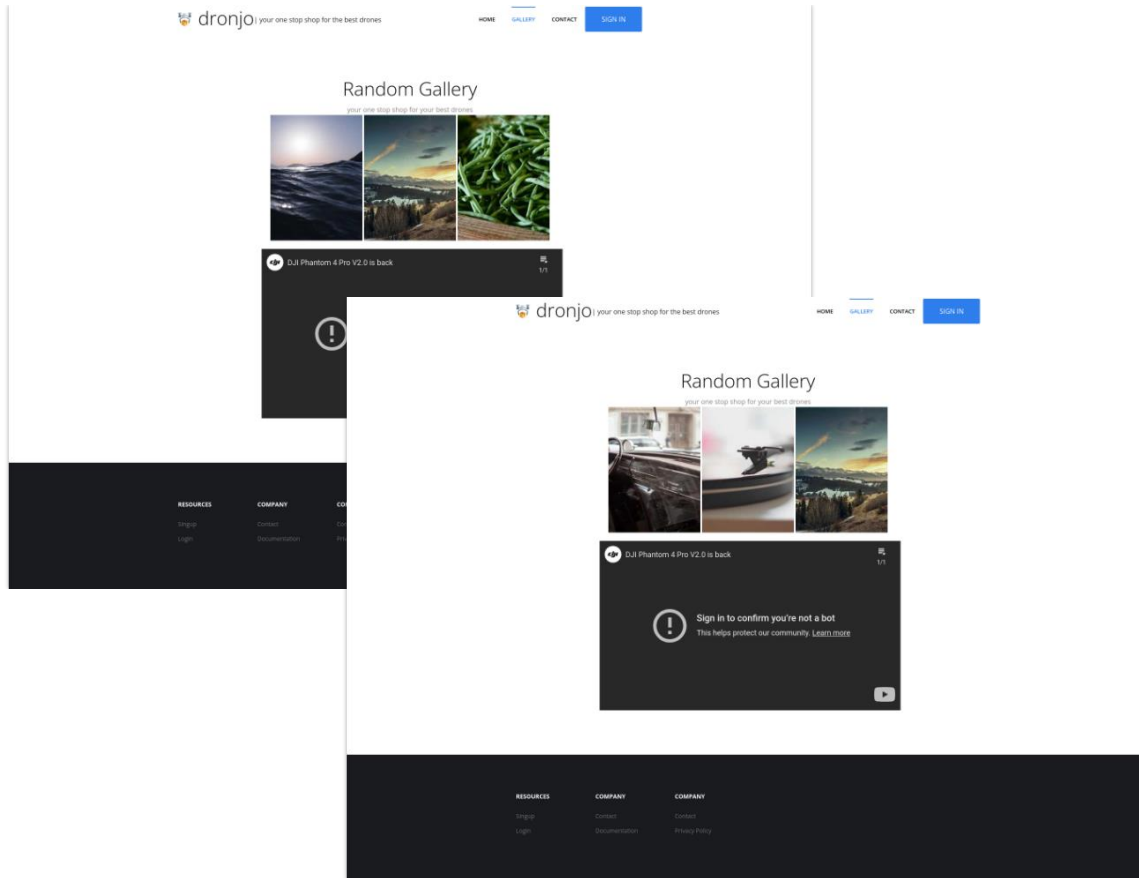 dronjo | your one stop shop for the best drones
HOME GALLERY CONTACT SIGN IN
Random Gallery
your one stop shop for your best drones
DJI Phantom 4 Pro V2.0 is back
1/1
RESOURCES COMPANY
Singup Contact
Login Documentation
dronjo | your one stop shop for the best drones
HOME GALLERY CONTACT SIGN IN
Random Gallery
your one stop shop for your best drones
DJI Phantom 4 Pro V2.0 is back
1/1
Sign in to confirm you're not a bot
This helps protect our community. Learn more
RESOURCES COMPANY COMPANY
Singup Contact Contact
Login Documentation Privacy Policy